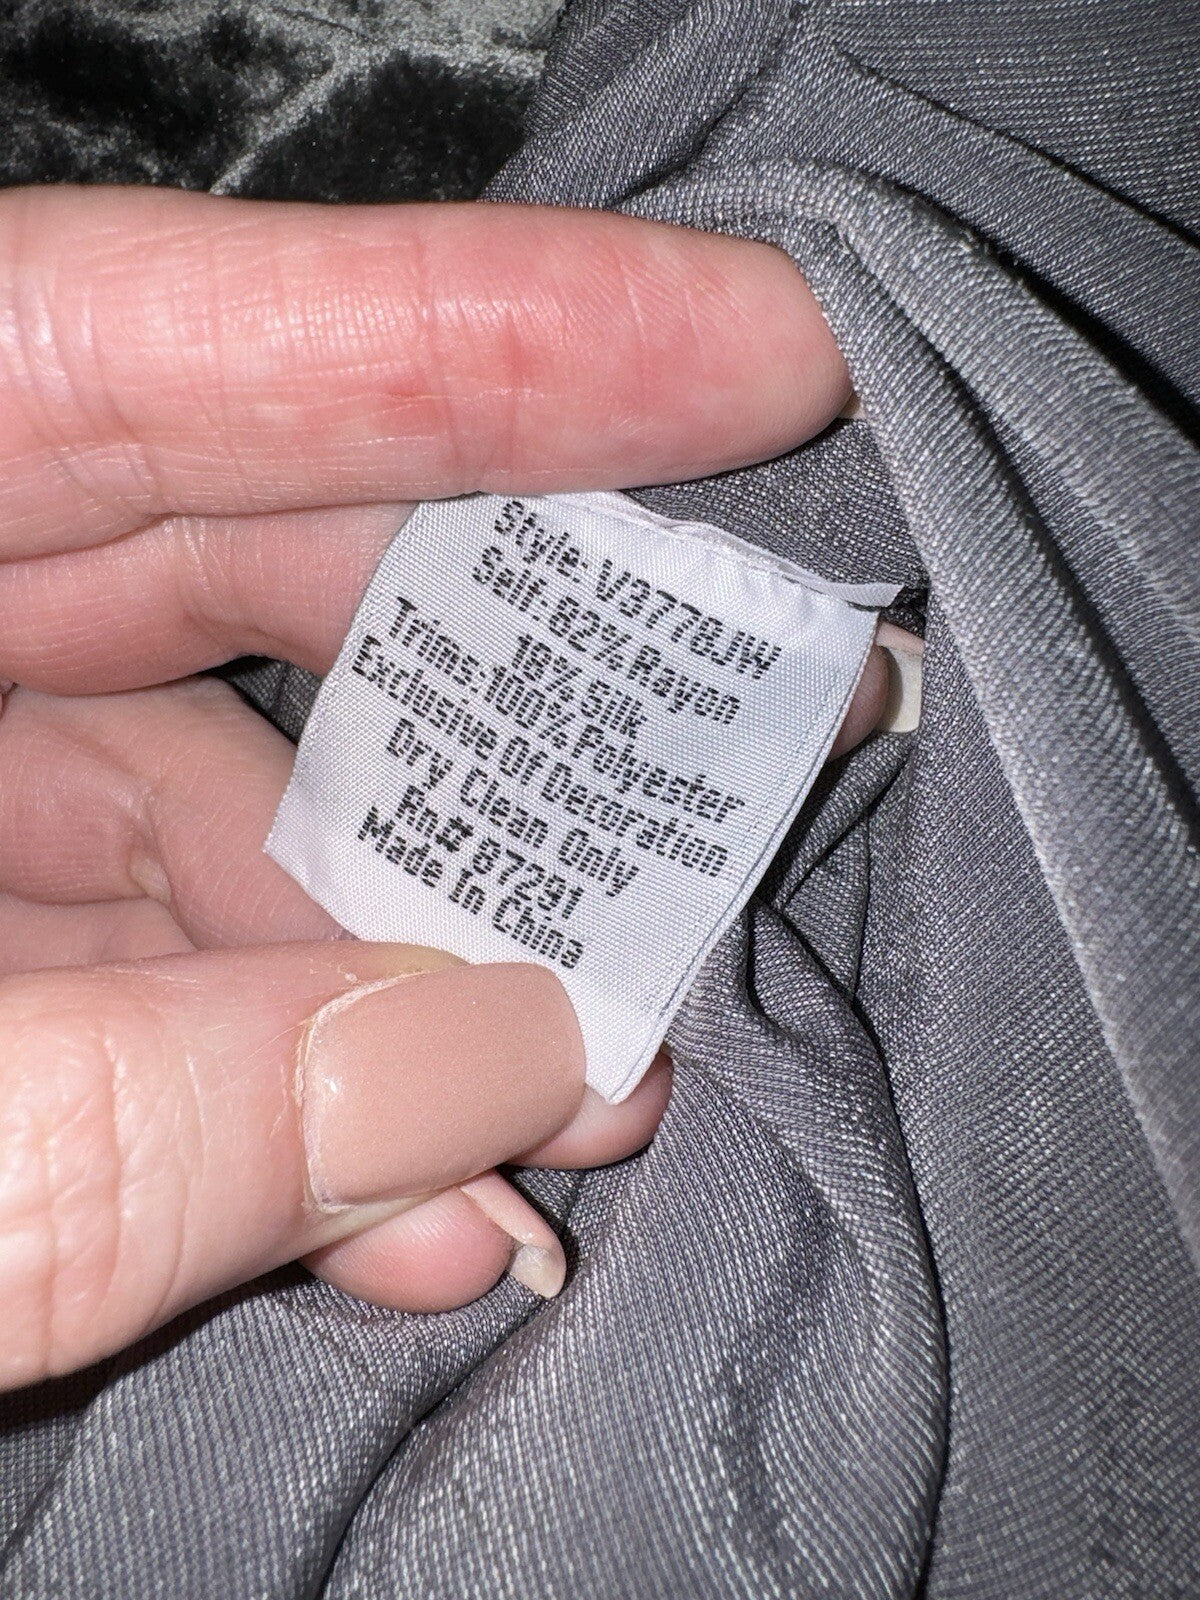 Style: V3778JW
Self: 82% Rayon
18% Silk
Trims: 100% Polyester
Exclusive Of Decoration
Dry Clean Only
Rn# 87291
Made In China